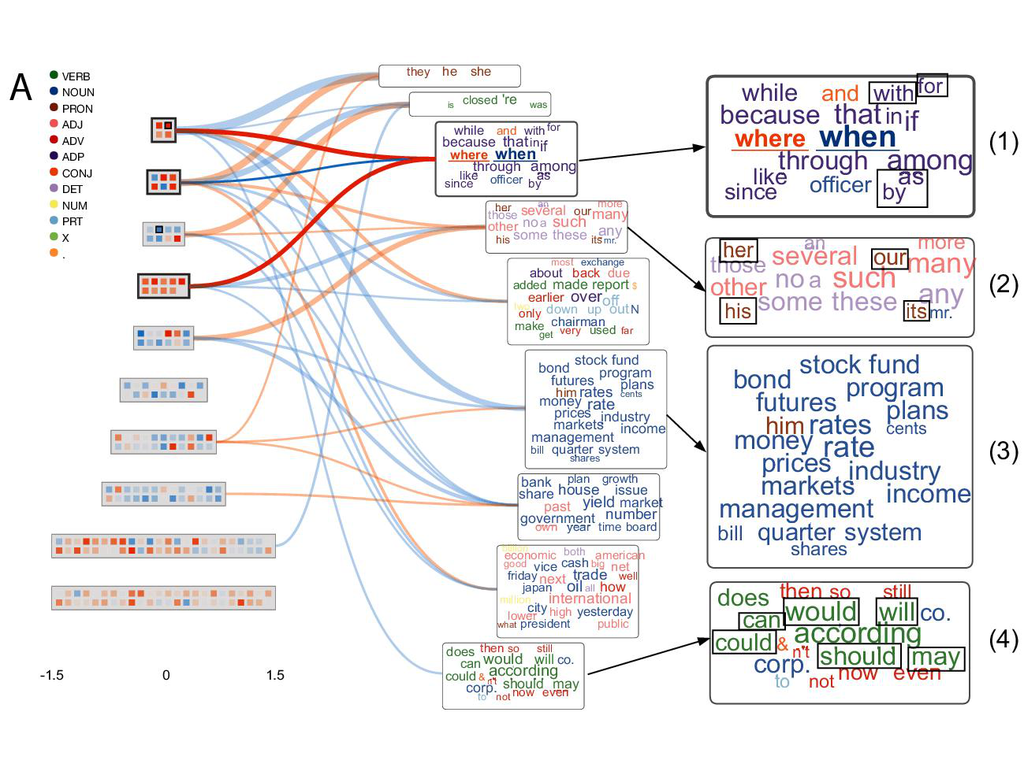 A
VERB
NOUN
PRON
ADJ
ADV
ADP
CONJ
DET
NUM
PRT
X
.
-1.5 0 1.5
they he she
is closed 're was
while and with for
because that in if
where when
through among
like as
since officer by
her an more
those several our many
other no a such
some these any
his its mr.
most exchange
about back due
added made report s
earlier over off
down up out N
only
chairman
make
get very used far
stock fund
bond program
futures plans
him rates cents
money rate
prices industry
markets income
management
bill quarter system
shares
bank plan growth
share house issue
past yield market
government number
own year time board
economic both american
good vice cash big net
friday next trade well
japan oil all how
million international
city high yesterday
lower
what president public
does then so still
can would will co.
could & according
n't
corp. should may
to not now even
while and with for
because that in if
where when
through among
like as
since officer by
(1)
her an more
those several our many
other no a such
some these any
his its mr.
(2)
stock fund
bond program
futures plans
him rates cents
money rate
prices industry
markets income
management
bill quarter system
shares
(3)
does then so still
can would will co.
could & according
n't
corp. should may
to not now even
(4)